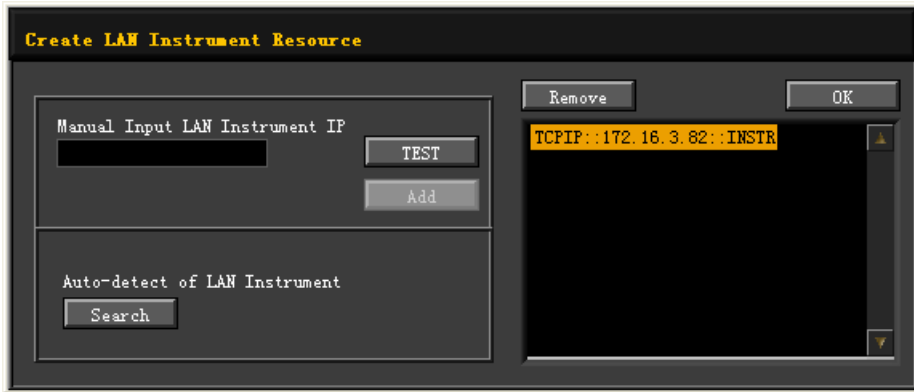 Create LAN Instrument Resource
Manual Input LAN Instrument IP
TEST
Add
Auto-detect of LAN Instrument
Search
Remove
OK
TCPIP::172.16.3.82::INSTR